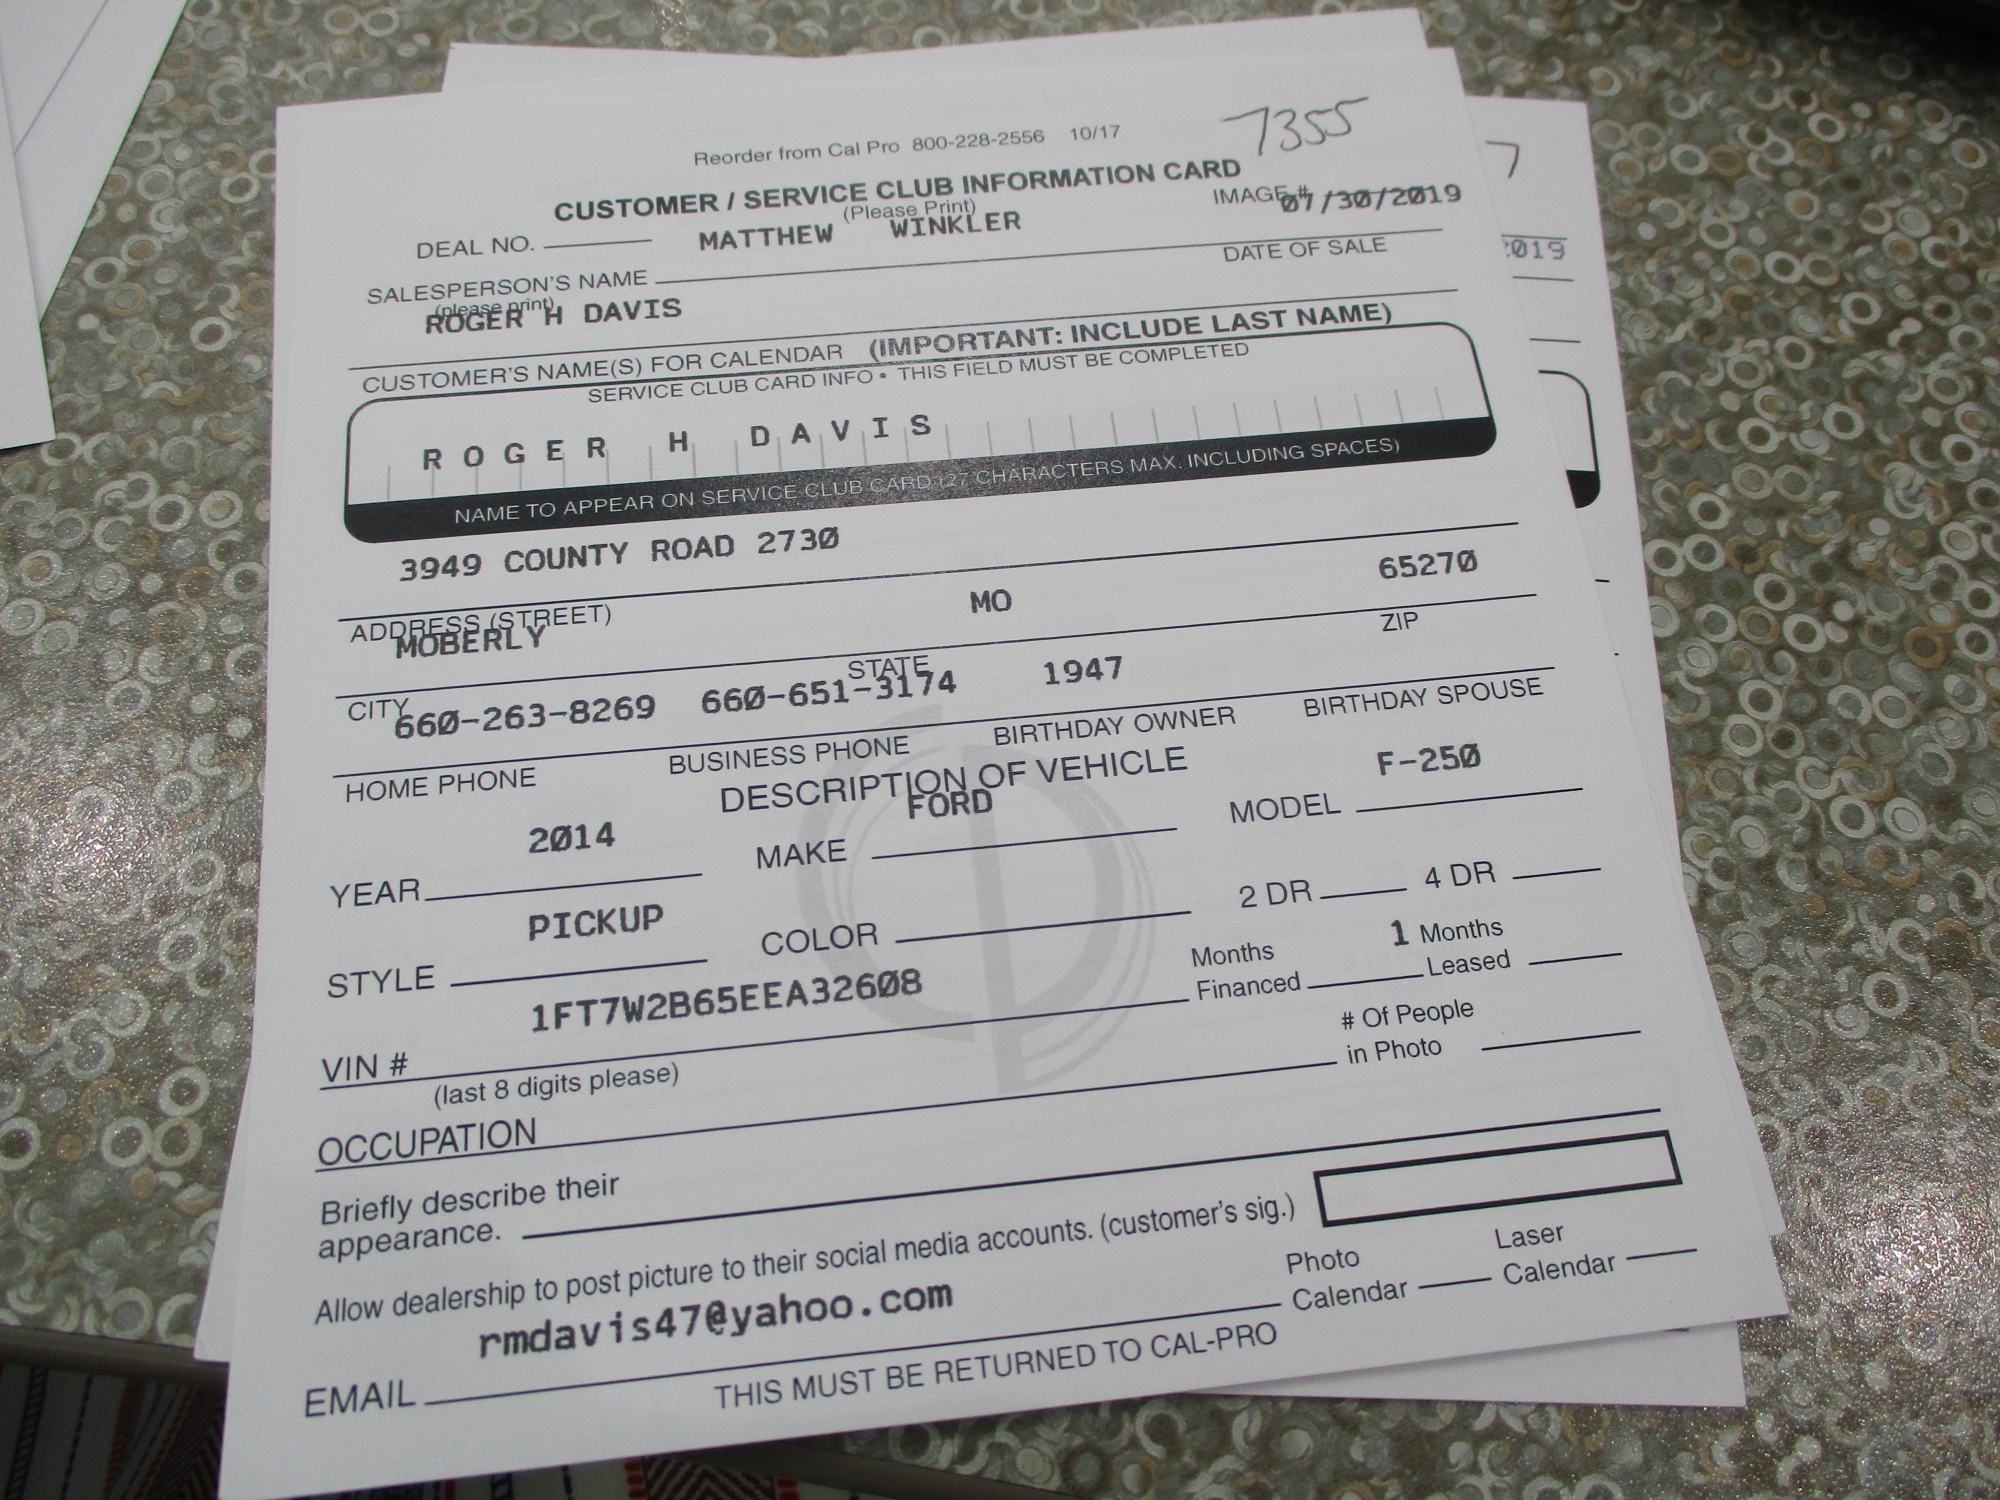 Reorder from Cal Pro 800-228-2556 10/17
7355
CUSTOMER / SERVICE CLUB INFORMATION CARD
(Please Print)
IMAGE # 07/30/2019
DEAL NO. MATTHEW WINKLER
SALESPERSON'S NAME DATE OF SALE
(please print)
ROGER H DAVIS
CUSTOMER'S NAME(S) FOR CALENDAR (IMPORTANT: INCLUDE LAST NAME)
SERVICE CLUB CARD INFO • THIS FIELD MUST BE COMPLETED
ROGER H DAVIS
NAME TO APPEAR ON SERVICE CLUB CARD (27 CHARACTERS MAX. INCLUDING SPACES)
3949 COUNTY ROAD 2730
ADDRESS (STREET)
MOBERLY MO 65270
CITY STATE ZIP
660-263-8269 660-651-3174 1947
HOME PHONE BUSINESS PHONE BIRTHDAY OWNER BIRTHDAY SPOUSE
DESCRIPTION OF VEHICLE
2014 FORD F-250
YEAR MAKE MODEL
PICKUP
STYLE COLOR 2 DR 4 DR
1FT7W2B65EEA32608
VIN #
(last 8 digits please)
Months Financed 1 Months Leased
OCCUPATION
# Of People in Photo
Briefly describe their
appearance.
Allow dealership to post picture to their social media accounts. (customer's sig.)
rmdavis47@yahoo.com
EMAIL
Photo Calendar Laser Calendar
THIS MUST BE RETURNED TO CAL-PRO
7
2019